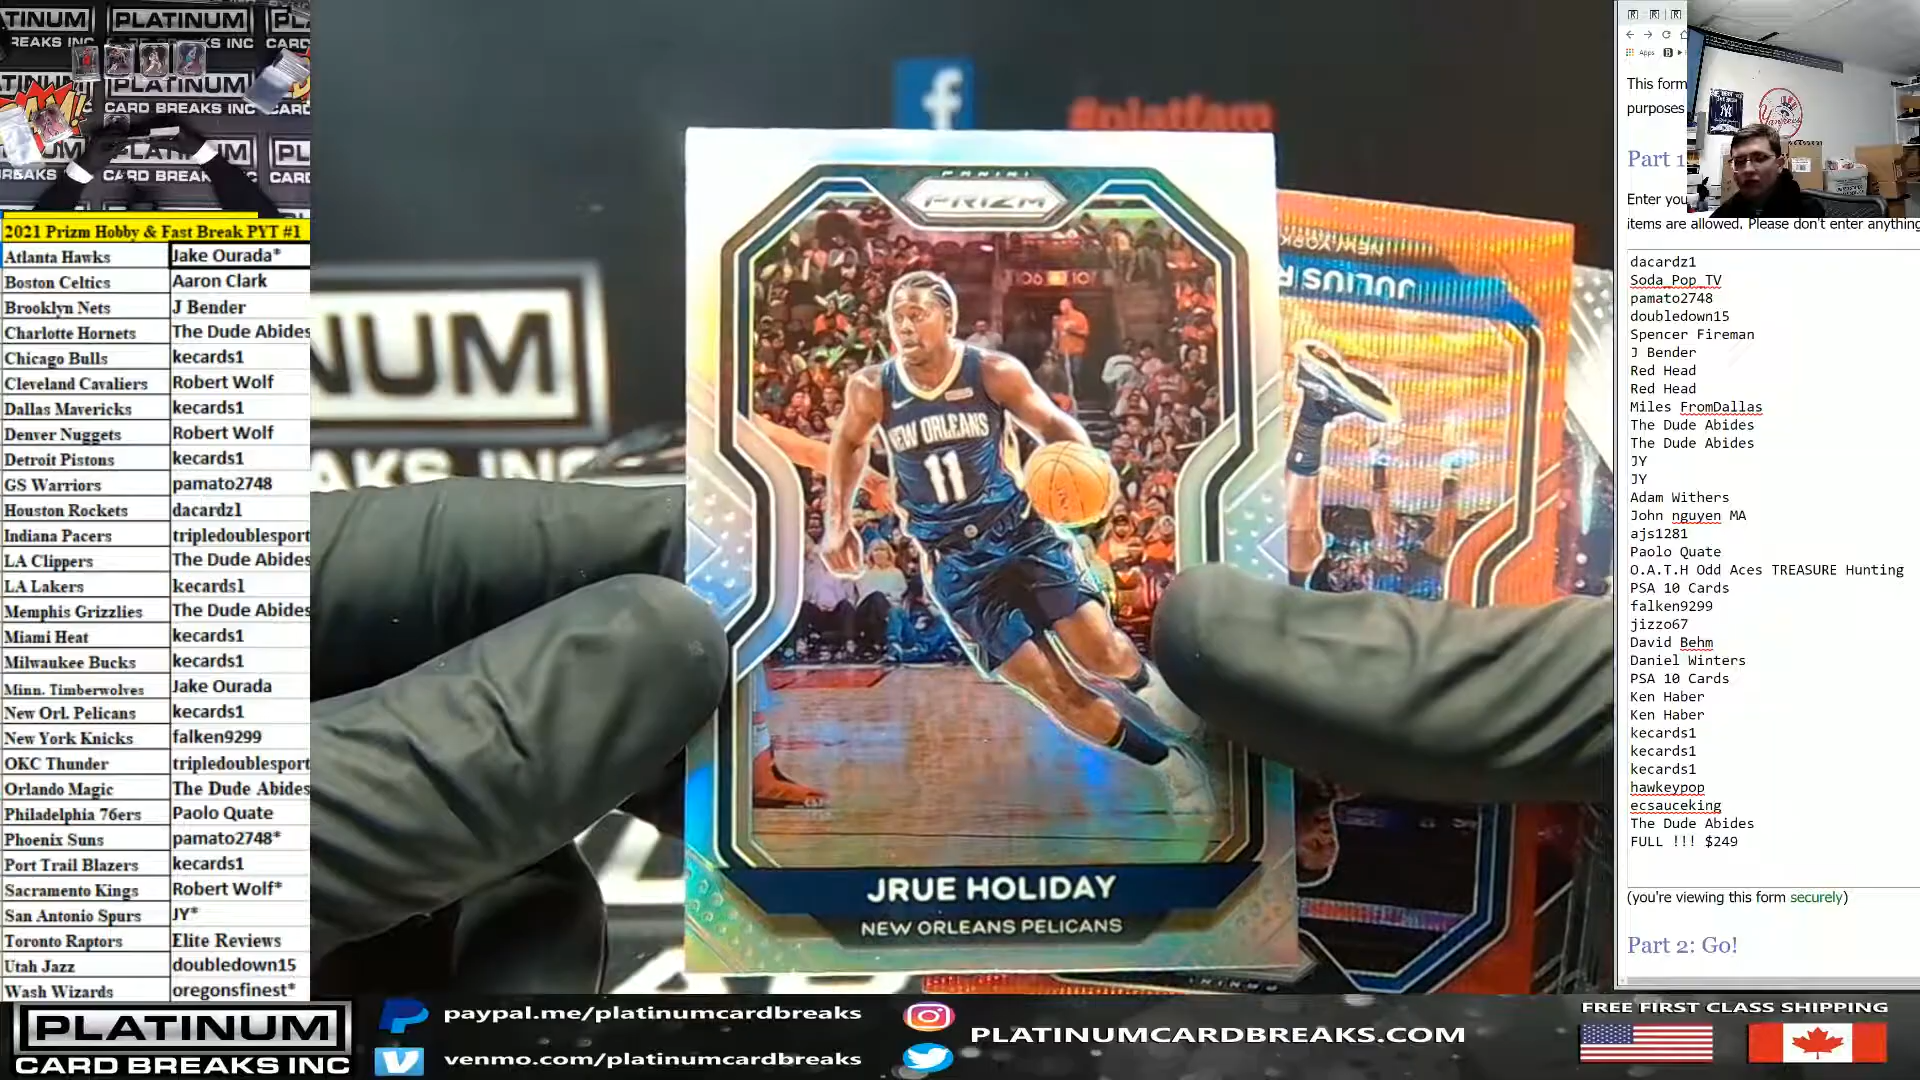 PLATINUM
CARD BREAKS INC
#platfam
2021 Prizm Hobby & Fast Break PYT #1
Atlanta Hawks Jake Ourada*
Boston Celtics Aaron Clark
Brooklyn Nets J Bender
Charlotte Hornets The Dude Abides
Chicago Bulls kecards1
Cleveland Cavaliers Robert Wolf
Dallas Mavericks kecards1
Denver Nuggets Robert Wolf
Detroit Pistons kecards1
GS Warriors pamato2748
Houston Rockets dacardz1
Indiana Pacers tripledoublesport
LA Clippers The Dude Abides
LA Lakers kecards1
Memphis Grizzlies The Dude Abides
Miami Heat kecards1
Milwaukee Bucks kecards1
Minn. Timberwolves Jake Ourada
New Orl. Pelicans kecards1
New York Knicks falken9299
OKC Thunder tripledoublesport
Orlando Magic The Dude Abides
Philadelphia 76ers Paolo Quate
Phoenix Suns pamato2748*
Port Trail Blazers kecards1
Sacramento Kings Robert Wolf*
San Antonio Spurs JY*
Toronto Raptors Elite Reviews
Utah Jazz doubledown15
Wash Wizards oregonsfinest*
PANINI
PRIZM
NEW ORLEANS
11
JRUE HOLIDAY
NEW ORLEANS PELICANS
NEW YORK
JULIUS R
Apps
This form
purposes
Part 1
Enter you
items are allowed. Please don't enter anything
dacardz1
Soda_Pop_TV
pamato2748
doubledown15
Spencer Fireman
J Bender
Red Head
Red Head
Miles FromDallas
The Dude Abides
The Dude Abides
JY
JY
Adam Withers
John nguyen MA
ajs1281
Paolo Quate
O.A.T.H Odd Aces TREASURE Hunting
PSA 10 Cards
falken9299
jizzo67
David Behm
Daniel Winters
PSA 10 Cards
Ken Haber
Ken Haber
kecards1
kecards1
kecards1
hawkeypop
ecsauceking
The Dude Abides
FULL !!! $249
(you're viewing this form securely)
Part 2: Go!
PLATINUM
CARD BREAKS INC
paypal.me/platinumcardbreaks
venmo.com/platinumcardbreaks
PLATINUMCARDBREAKS.COM
FREE FIRST CLASS SHIPPING